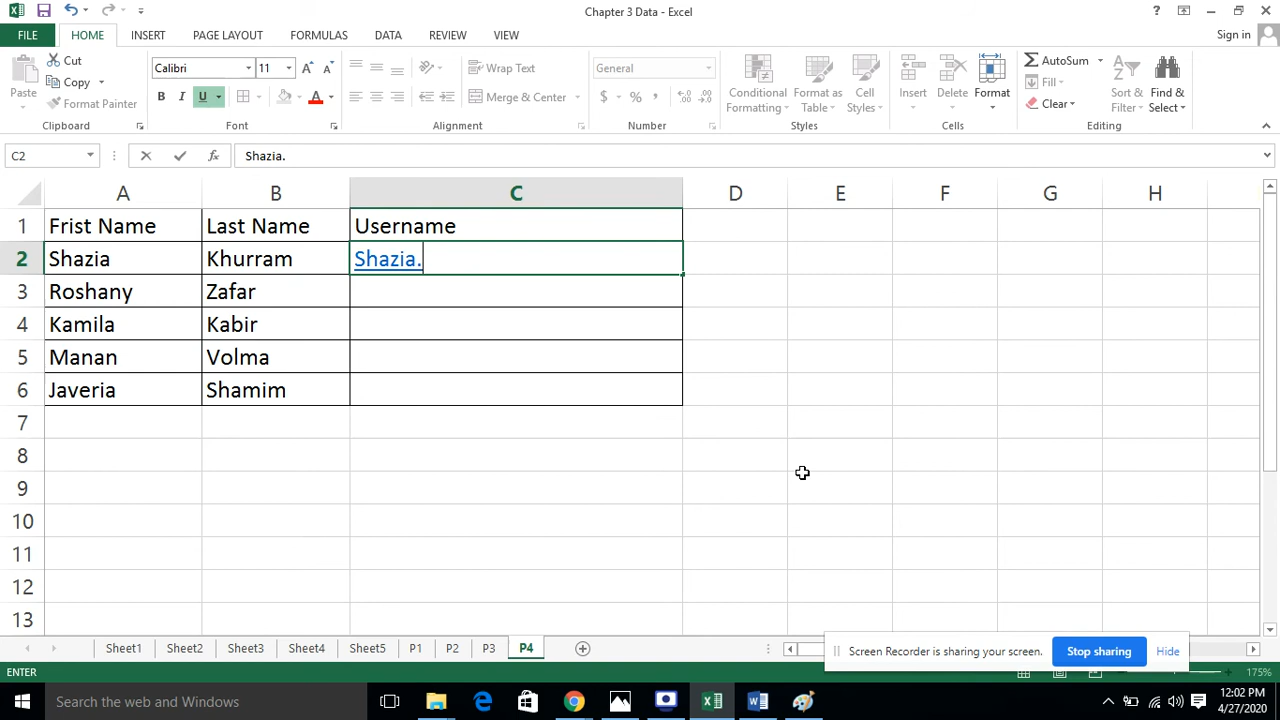 Chapter 3 Data - Excel
?
FILE HOME INSERT PAGE LAYOUT FORMULAS DATA REVIEW VIEW Sign in
Paste
Cut
Copy
Format Painter
Clipboard
Calibri 11
B I U A
Font
Wrap Text
Merge & Center
Alignment
General
$ % ,
Number
Conditional Formatting
Format as Table
Cell Styles
Styles
Insert
Delete
Format
Cells
AutoSum
Fill
Clear
Sort & Filter
Find & Select
Editing
C2 fx Shazia.
A B C D E F G H
1 Frist Name Last Name Username
2 Shazia Khurram Shazia.
3 Roshany Zafar
4 Kamila Kabir
5 Manan Volma
6 Javeria Shamim
7
8
9
10
11
12
13
Sheet1 Sheet2 Sheet3 Sheet4 Sheet5 P1 P2 P3 P4
Screen Recorder is sharing your screen. Stop sharing Hide
ENTER 175%
Search the web and Windows
12:02 PM
4/27/2020